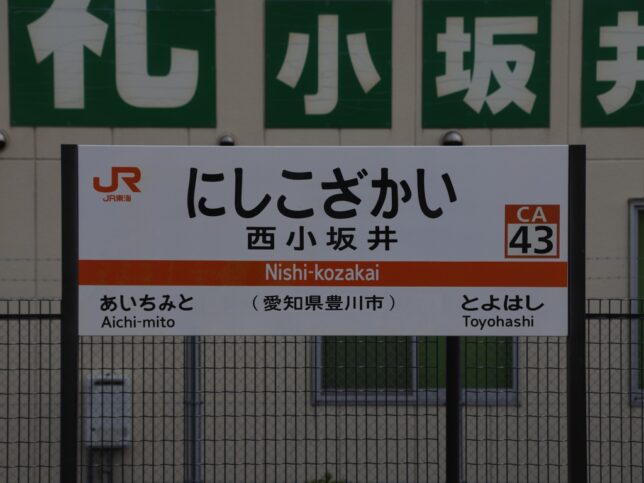 礼 小 坂 井
JR
JR東海
にしこざかい
西小坂井
CA
43
Nishi-kozakai
あいちみと
Aichi-mito
(愛知県豊川市)
とよはし
Toyohashi